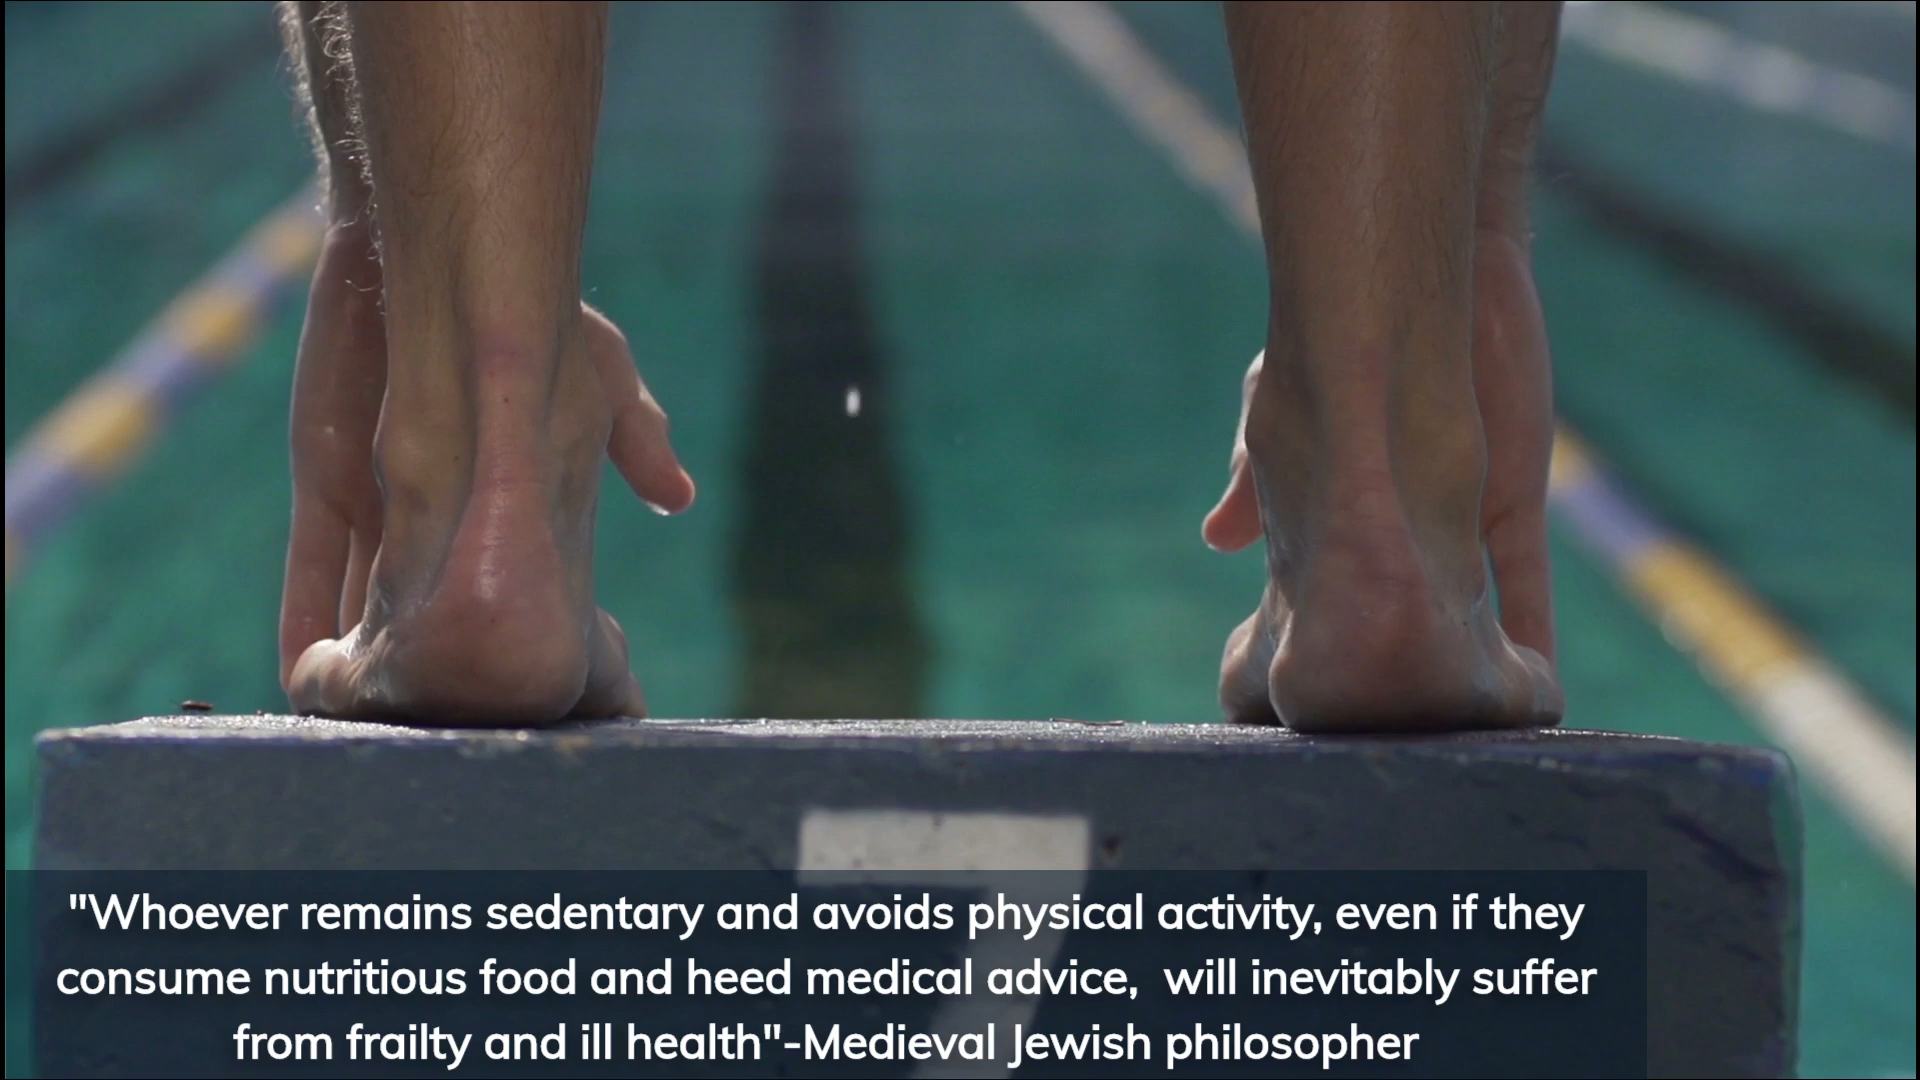 7
"Whoever remains sedentary and avoids physical activity, even if they
consume nutritious food and heed medical advice,  will inevitably suffer
from frailty and ill health"-Medieval Jewish philosopher